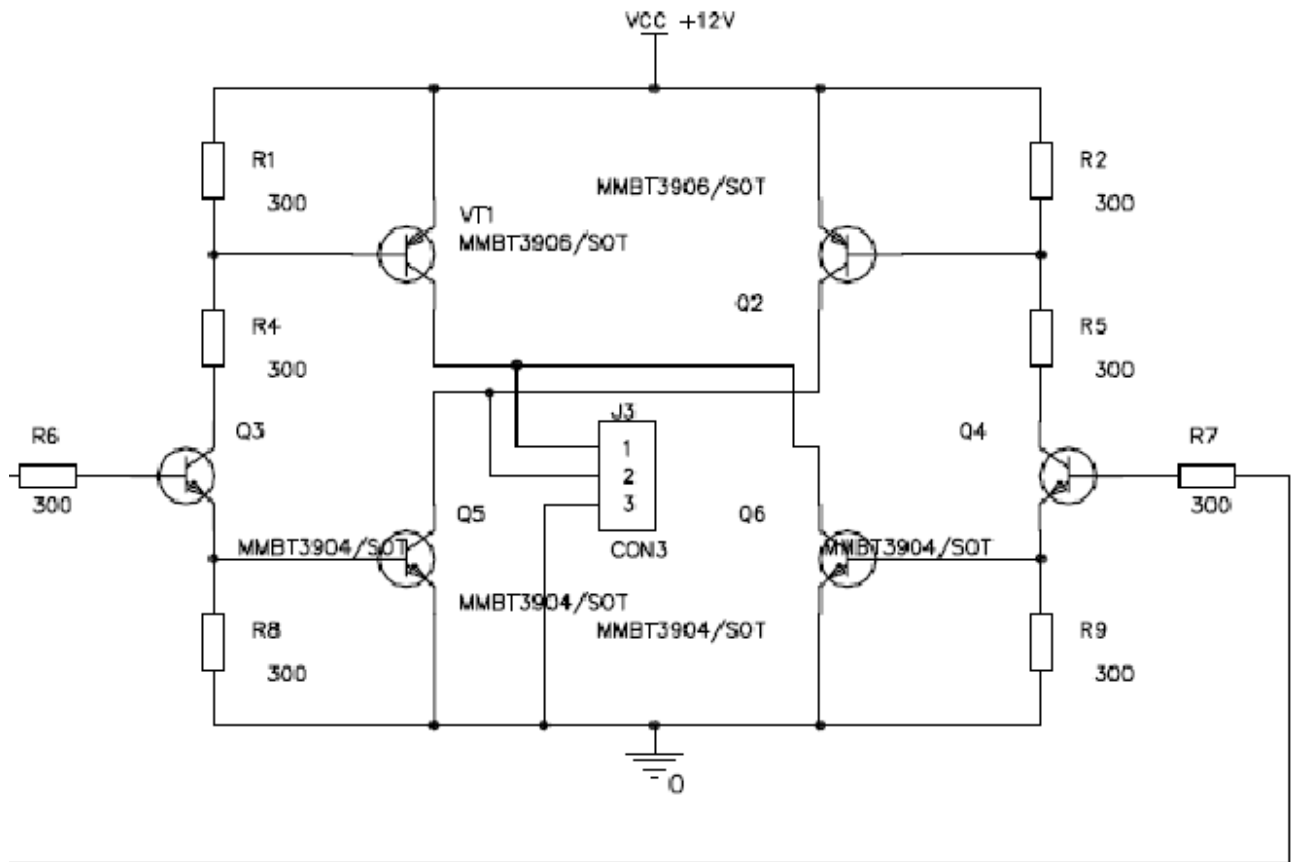 VCC +12V
R1
300
R2
300
MMBT3906/SOT
VT1
MMBT3906/SOT
Q2
R4
300
R5
300
J3
1
2
3
CON3
Q3
Q4
R6
300
R7
300
Q5
Q6
MMBT3904/SOT
MMBT3904/SOT
MMBT3904/SOT
MMBT3904/SOT
R8
300
R9
300
0